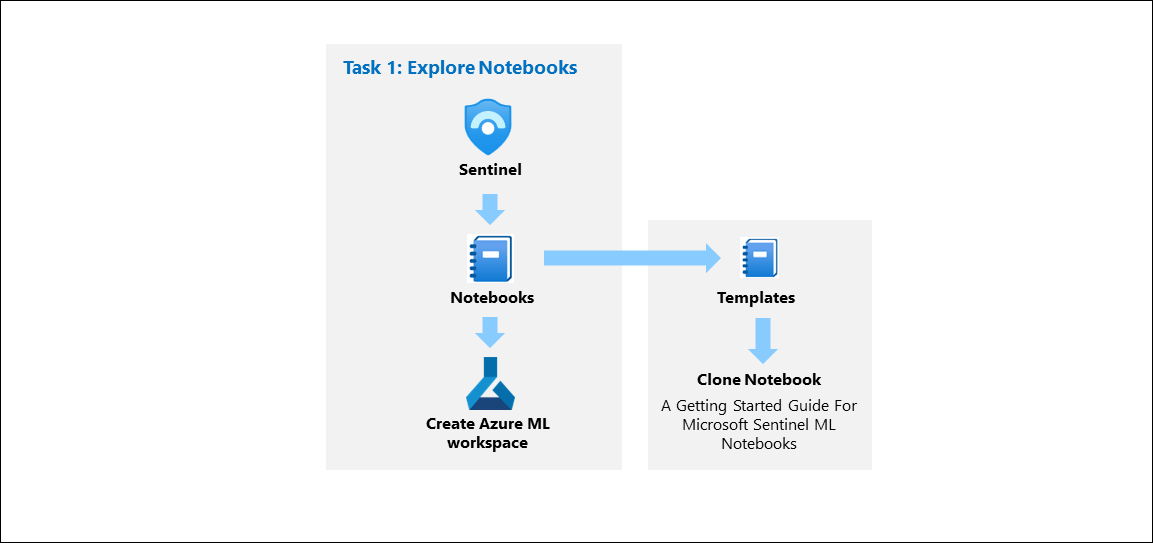 Task 1: Explore Notebooks
Sentinel
Notebooks
Create Azure ML
workspace
Templates
Clone Notebook
A Getting Started Guide For
Microsoft Sentinel ML
Notebooks